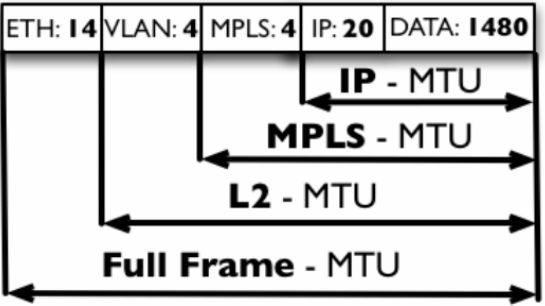 ETH: 14 VLAN: 4 MPLS: 4 IP: 20 DATA: 1480
IP - MTU
MPLS - MTU
L2 - MTU
Full Frame - MTU